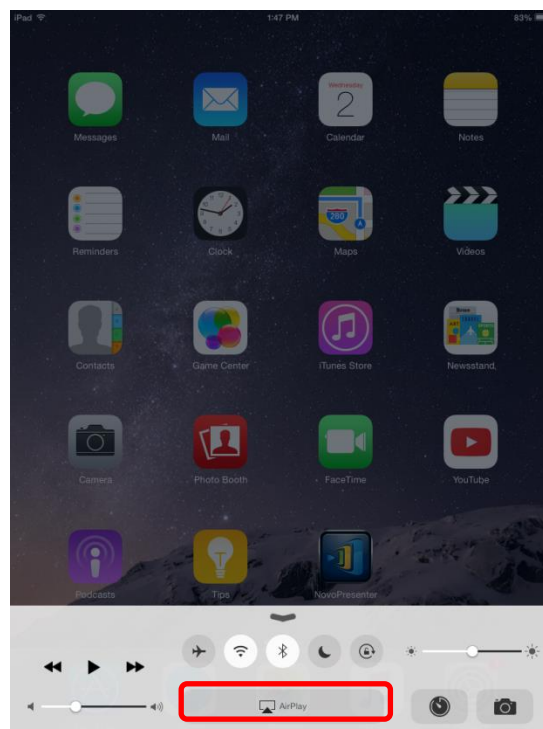 iPad 1:47 PM 83%
Wednesday
2
Messages Mail Calendar Notes
280
Reminders Clock Maps Videos
Contacts Game Center iTunes Store Newsstand
Camera Photo Booth FaceTime YouTube
Podcasts Tips NovoPresenter
AirPlay